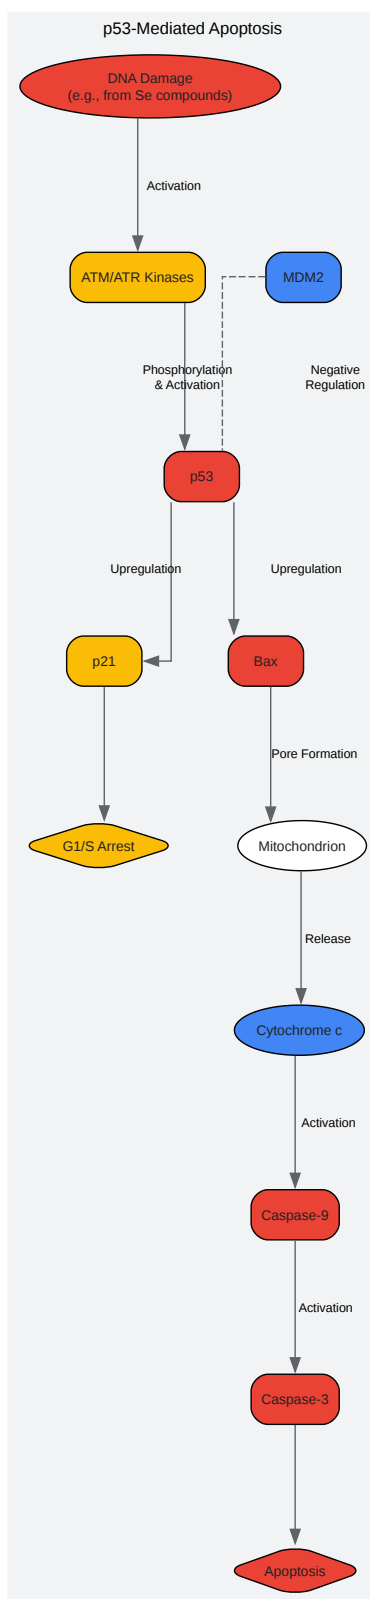 p53-Mediated Apoptosis
DNA Damage
(e.g., from Se compounds)
Activation
ATM/ATR Kinases
MDM2
Phosphorylation
& Activation
Negative
Regulation
p53
Upregulation
Upregulation
p21
Bax
Pore Formation
G1/S Arrest
Mitochondrion
Release
Cytochrome c
Activation
Caspase-9
Activation
Caspase-3
Apoptosis